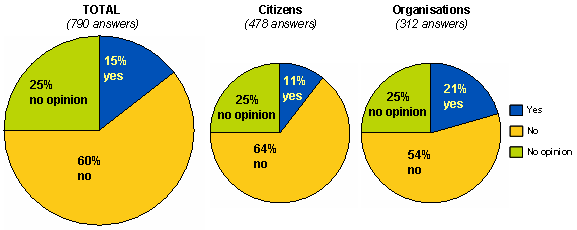 TOTAL
(790 answers)
15%
yes
25%
no opinion
60%
no
Citizens
(478 answers)
11%
yes
25%
no opinion
64%
no
Organisations
(312 answers)
21%
yes
25%
no opinion
54%
no
Yes
No
No opinion